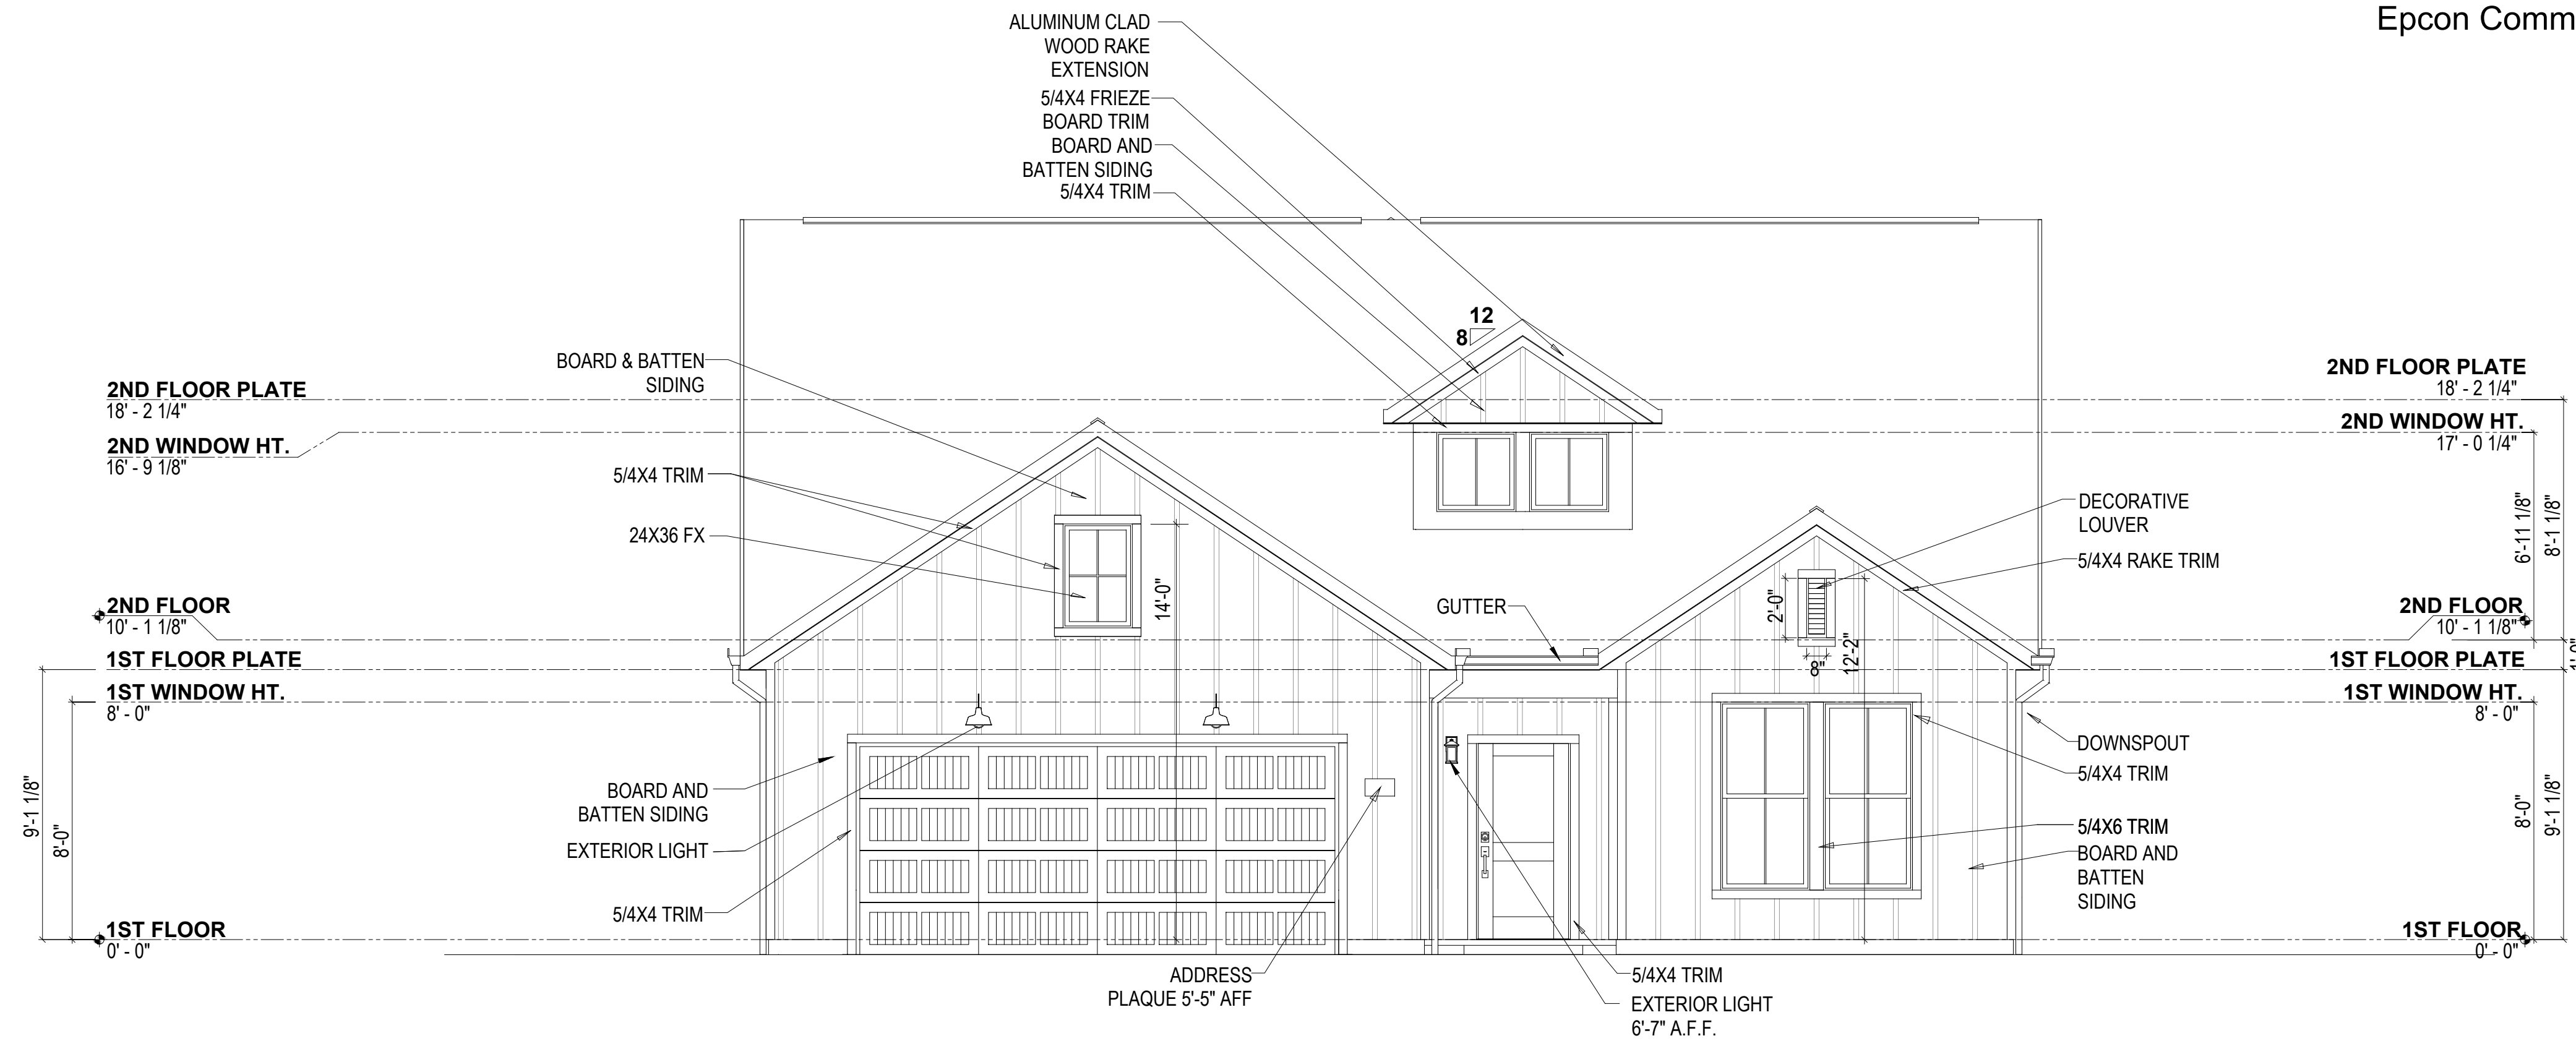 Epcon Comm
ALUMINUM CLAD
WOOD RAKE
EXTENSION
5/4X4 FRIEZE
BOARD TRIM
BOARD AND
BATTEN SIDING
5/4X4 TRIM
12
8
BOARD & BATTEN
SIDING
5/4X4 TRIM
24X36 FX
2ND FLOOR PLATE
18' - 2 1/4"
2ND WINDOW HT.
16' - 9 1/8"
2ND FLOOR
10' - 1 1/8"
1ST FLOOR PLATE
1ST WINDOW HT.
8' - 0"
9'-1 1/8"
8'-0"
1ST FLOOR
0' - 0"
BOARD AND
BATTEN SIDING
EXTERIOR LIGHT
5/4X4 TRIM
14'-0"
ADDRESS
PLAQUE 5'-5" AFF
GUTTER
2'-0"
8"
12'-2"
5/4X4 TRIM
EXTERIOR LIGHT
6'-7" A.F.F.
DECORATIVE
LOUVER
5/4X4 RAKE TRIM
DOWNSPOUT
5/4X4 TRIM
5/4X6 TRIM
BOARD AND
BATTEN
SIDING
2ND FLOOR PLATE
18' - 2 1/4"
2ND WINDOW HT.
17' - 0 1/4"
6'-11 1/8"
8'-1 1/8"
2ND FLOOR
10' - 1 1/8"
1'-0"
1ST FLOOR PLATE
1ST WINDOW HT.
8' - 0"
8'-0"
9'-1 1/8"
1ST FLOOR
0' - 0"